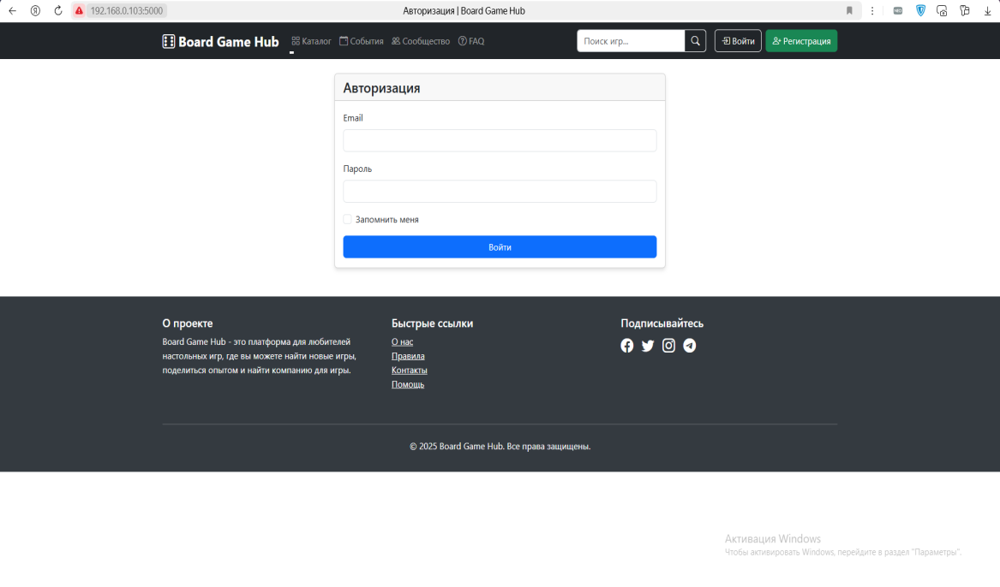 192.168.0.103:5000
Авторизация | Board Game Hub
Board Game Hub
Каталог
События
Сообщество
FAQ
Поиск игр...
Войти
Регистрация
Авторизация
Email
Пароль
Запомнить меня
Войти
О проекте
Board Game Hub - это платформа для любителей
настольных игр, где вы можете найти новые игры,
поделиться опытом и найти компанию для игры.
Быстрые ссылки
О нас
Правила
Контакты
Помощь
Подписывайтесь
© 2025 Board Game Hub. Все права защищены.
Активация Windows
Чтобы активировать Windows, перейдите в раздел "Параметры".